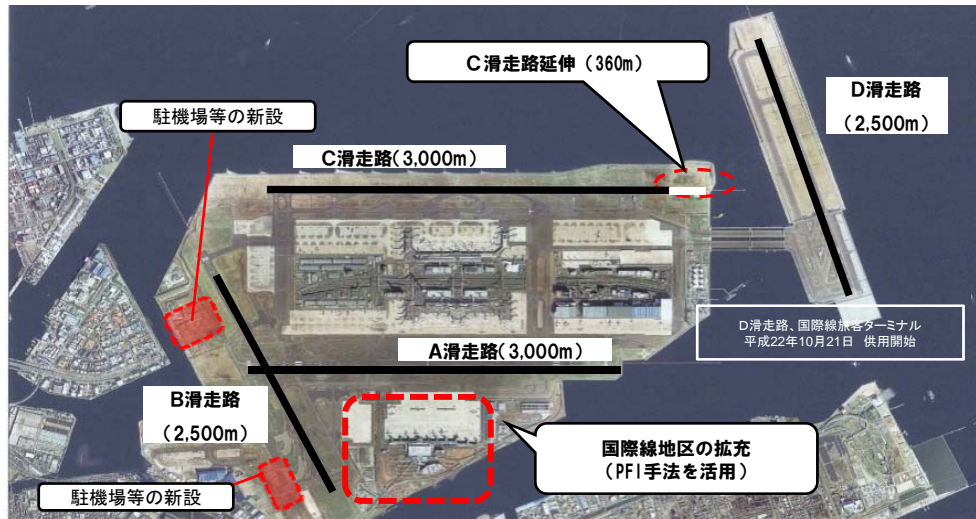 C滑走路延伸（360m）
D滑走路
（2,500m）
駐機場等の新設
C滑走路(3,000m）
D滑走路、国際線旅客ターミナル
平成22年10月21日　供用開始
A滑走路(3,000m）
B滑走路
（2,500m）
国際線地区の拡充
（PFI手法を活用）
駐機場等の新設